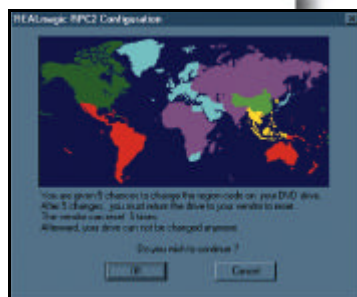 REALmagic RPC2 Configuration
You are given 5 chances to change the region code on your DVD drive.
After 5 changes, you must return the drive to your vendor to reset.
The vendor can reset 5 times.
Afterward, your drive can not be changed anymore.
Do you wish to continue ?
OK
Cancel